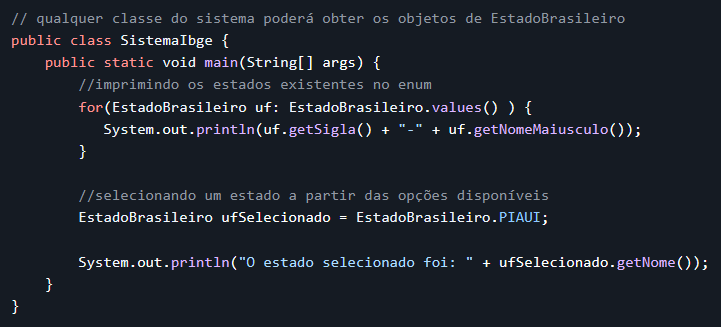 // qualquer classe do sistema poderá obter os objetos de EstadoBrasileiro
public class SistemaIbge {
    public static void main(String[] args) {
        //imprimindo os estados existentes no enum
        for(EstadoBrasileiro uf: EstadoBrasileiro.values() ) {
           System.out.println(uf.getSigla() + "-" + uf.getNomeMaiusculo());
        }

        //selecionando um estado a partir das opções disponíveis
        EstadoBrasileiro ufSelecionado = EstadoBrasileiro.PIAUI;

        System.out.println("O estado selecionado foi: " + ufSelecionado.getNome());
    }
}